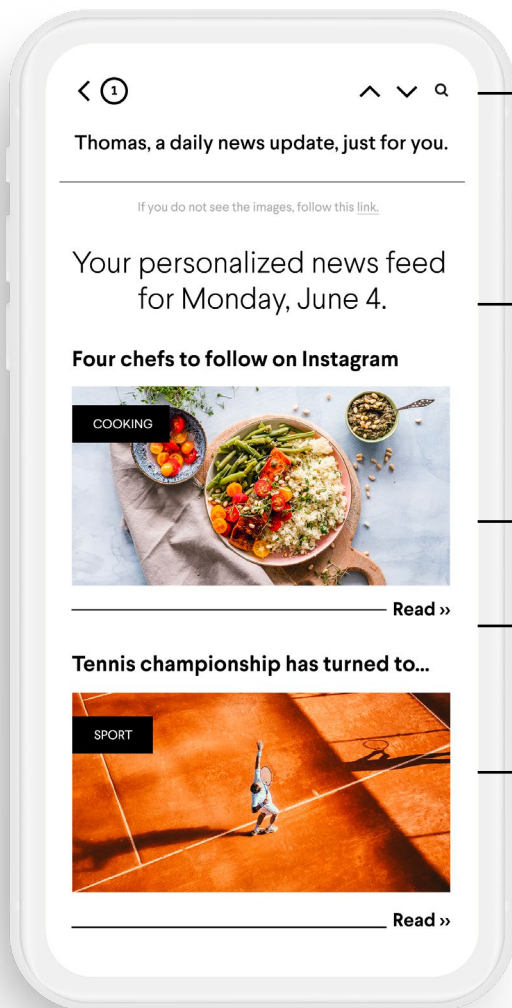 1
Thomas, a daily news update, just for you.
If you do not see the images, follow this link.
Your personalized news feed
for Monday, June 4.
Four chefs to follow on Instagram
COOKING
Read ››
Tennis championship has turned to...
SPORT
Read ››